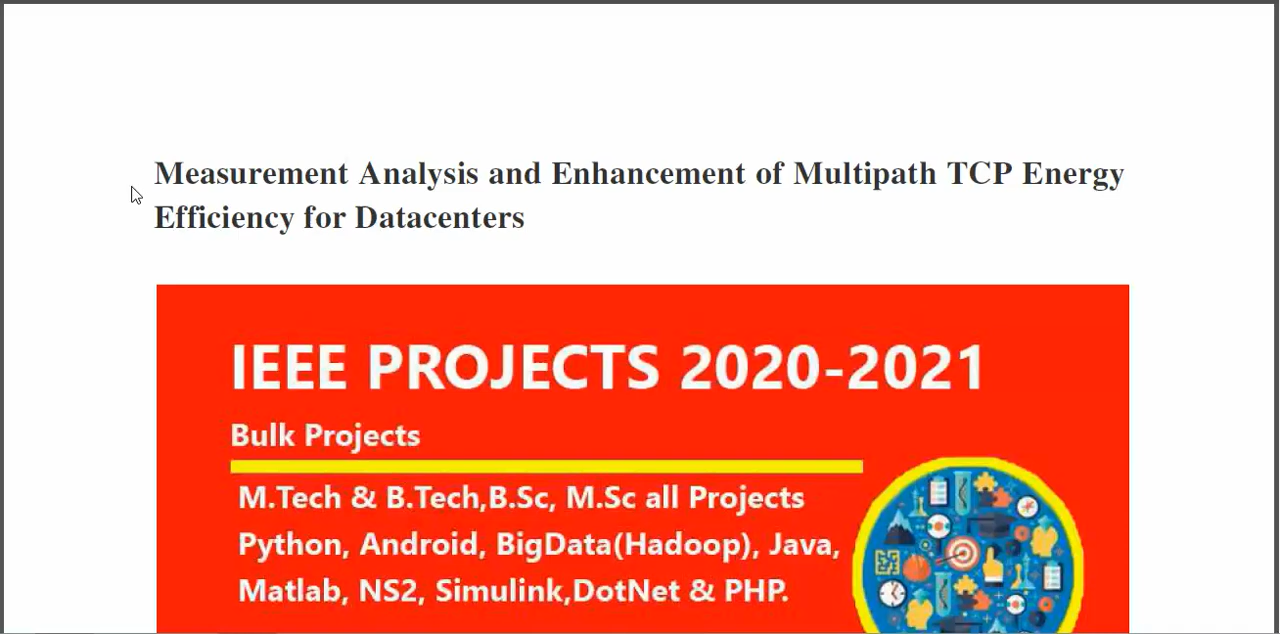 Measurement Analysis and Enhancement of Multipath TCP Energy
Efficiency for Datacenters
IEEE PROJECTS 2020-2021
Bulk Projects
M.Tech & B.Tech,B.Sc, M.Sc all Projects
Python, Android, BigData(Hadoop), Java,
Matlab, NS2, Simulink,DotNet & PHP.